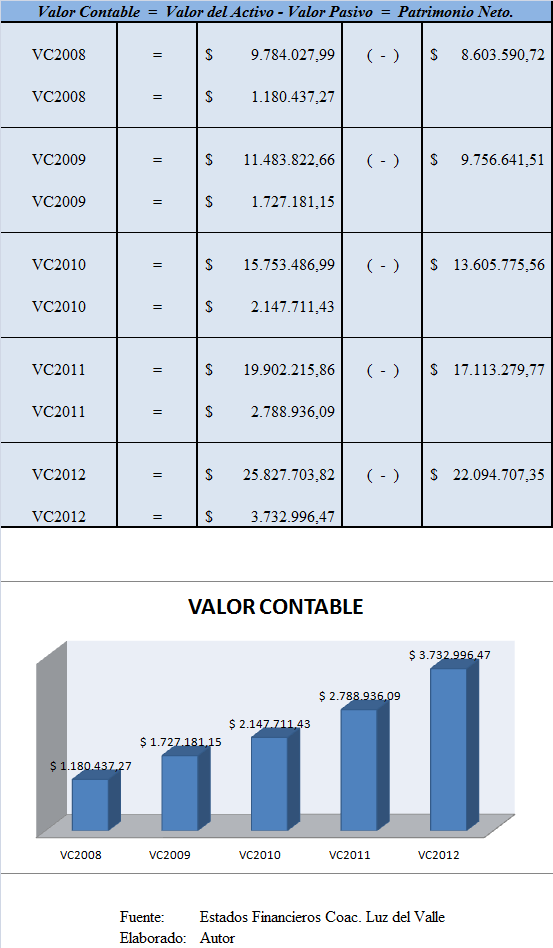 Valor Contable = Valor del Activo - Valor Pasivo = Patrimonio Neto.
VC2008 = $ 9.784.027,99 ( - ) $ 8.603.590,72
VC2008 = $ 1.180.437,27
VC2009 = $ 11.483.822,66 ( - ) $ 9.756.641,51
VC2009 = $ 1.727.181,15
VC2010 = $ 15.753.486,99 ( - ) $ 13.605.775,56
VC2010 = $ 2.147.711,43
VC2011 = $ 19.902.215,86 ( - ) $ 17.113.279,77
VC2011 = $ 2.788.936,09
VC2012 = $ 25.827.703,82 ( - ) $ 22.094.707,35
VC2012 = $ 3.732.996,47
VALOR CONTABLE
$ 3.732.996,47
$ 2.788.936,09
$ 2.147.711,43
$ 1.727.181,15
$ 1.180.437,27
VC2008 VC2009 VC2010 VC2011 VC2012
Fuente: Estados Financieros Coac. Luz del Valle
Elaborado: Autor